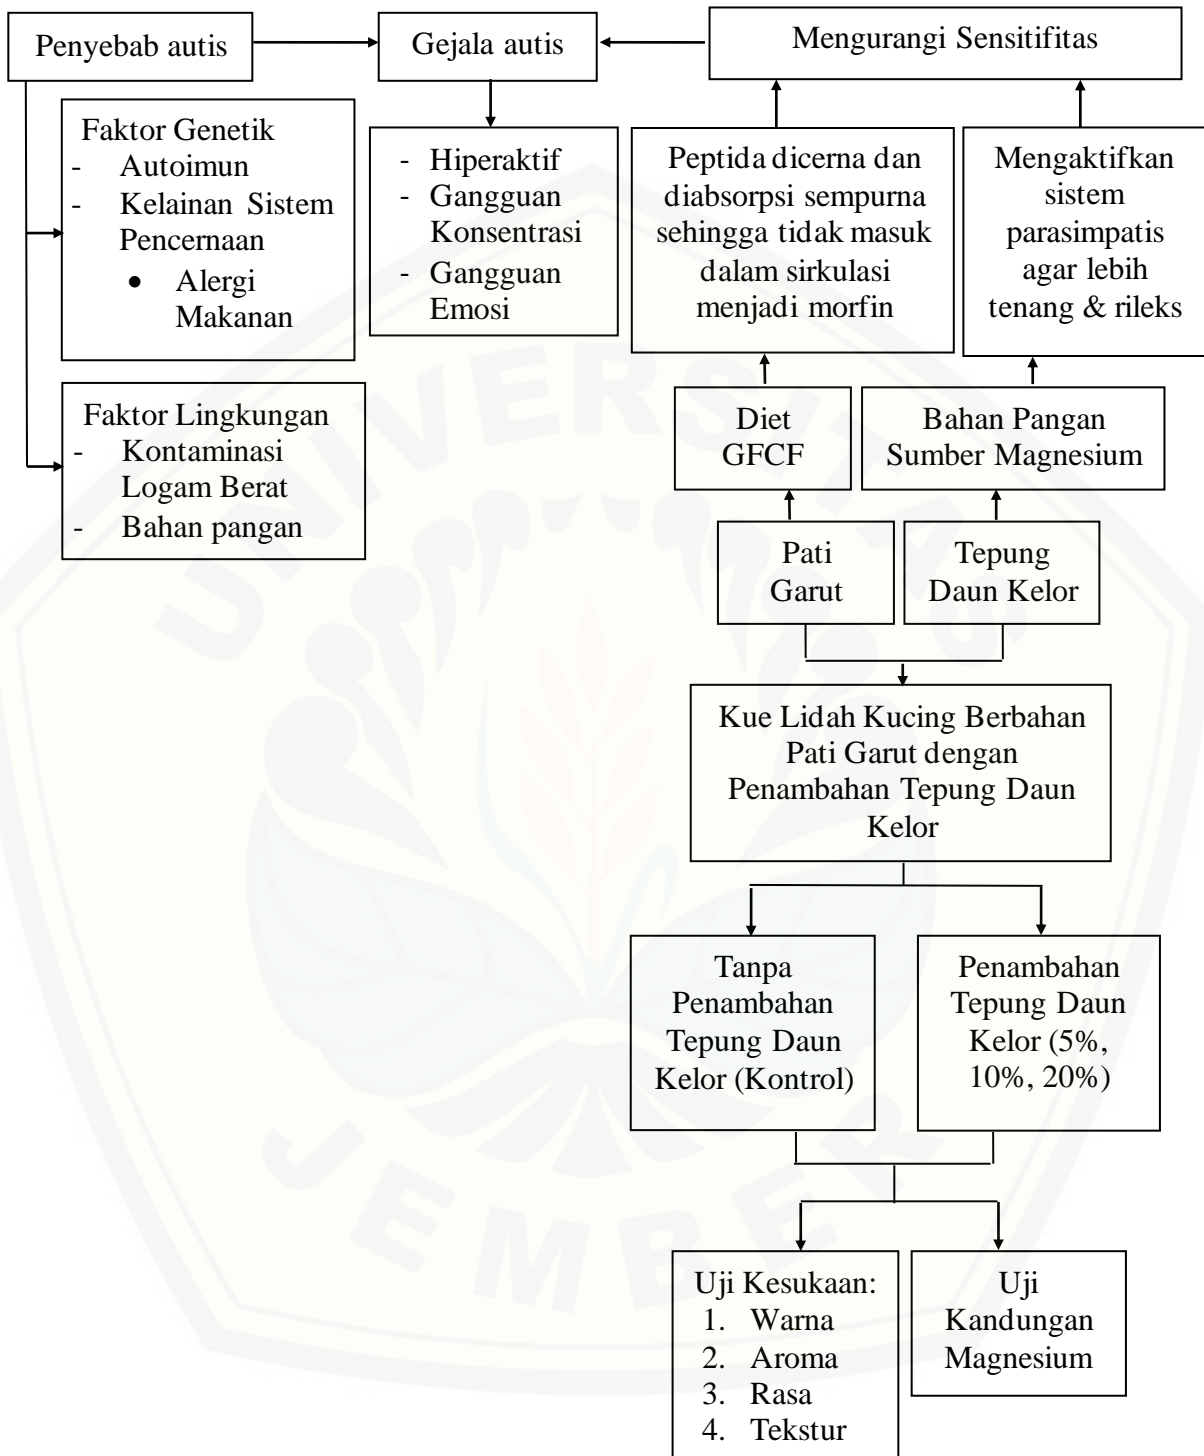 Penyebab autis
Gejala autis
Mengurangi Sensitifitas
Faktor Genetik
- Autoimun
- Kelainan Sistem
Pencernaan
• Alergi
Makanan
- Hiperaktif
- Gangguan
Konsentrasi
- Gangguan
Emosi
Peptida dicerna dan
diabsorpsi sempurna
sehingga tidak masuk
dalam sirkulasi
menjadi morfin
Mengaktifkan
sistem
parasimpatis
agar lebih
tenang & rileks
Faktor Lingkungan
- Kontaminasi
Logam Berat
- Bahan pangan
Diet
GFCF
Bahan Pangan
Sumber Magnesium
Pati
Garut
Tepung
Daun Kelor
Kue Lidah Kucing Berbahan
Pati Garut dengan
Penambahan Tepung Daun
Kelor
Tanpa
Penambahan
Tepung Daun
Kelor (Kontrol)
Penambahan
Tepung Daun
Kelor (5%,
10%, 20%)
Uji Kesukaan:
1. Warna
2. Aroma
3. Rasa
4. Tekstur
Uji
Kandungan
Magnesium
UNIVERSITAS
JEMBER